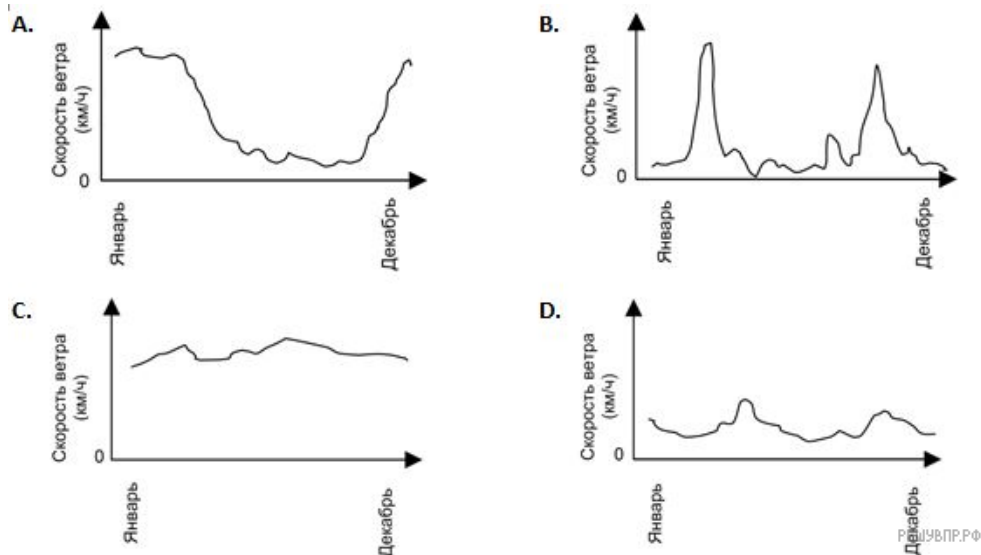 A.
Скорость ветра
(км/ч)
0
Январь
Декабрь
B.
Скорость ветра
(км/ч)
0
Январь
Декабрь
C.
Скорость ветра
(км/ч)
0
Январь
Декабрь
D.
Скорость ветра
(км/ч)
0
Январь
Декабрь
РЕШУВПР.РФ